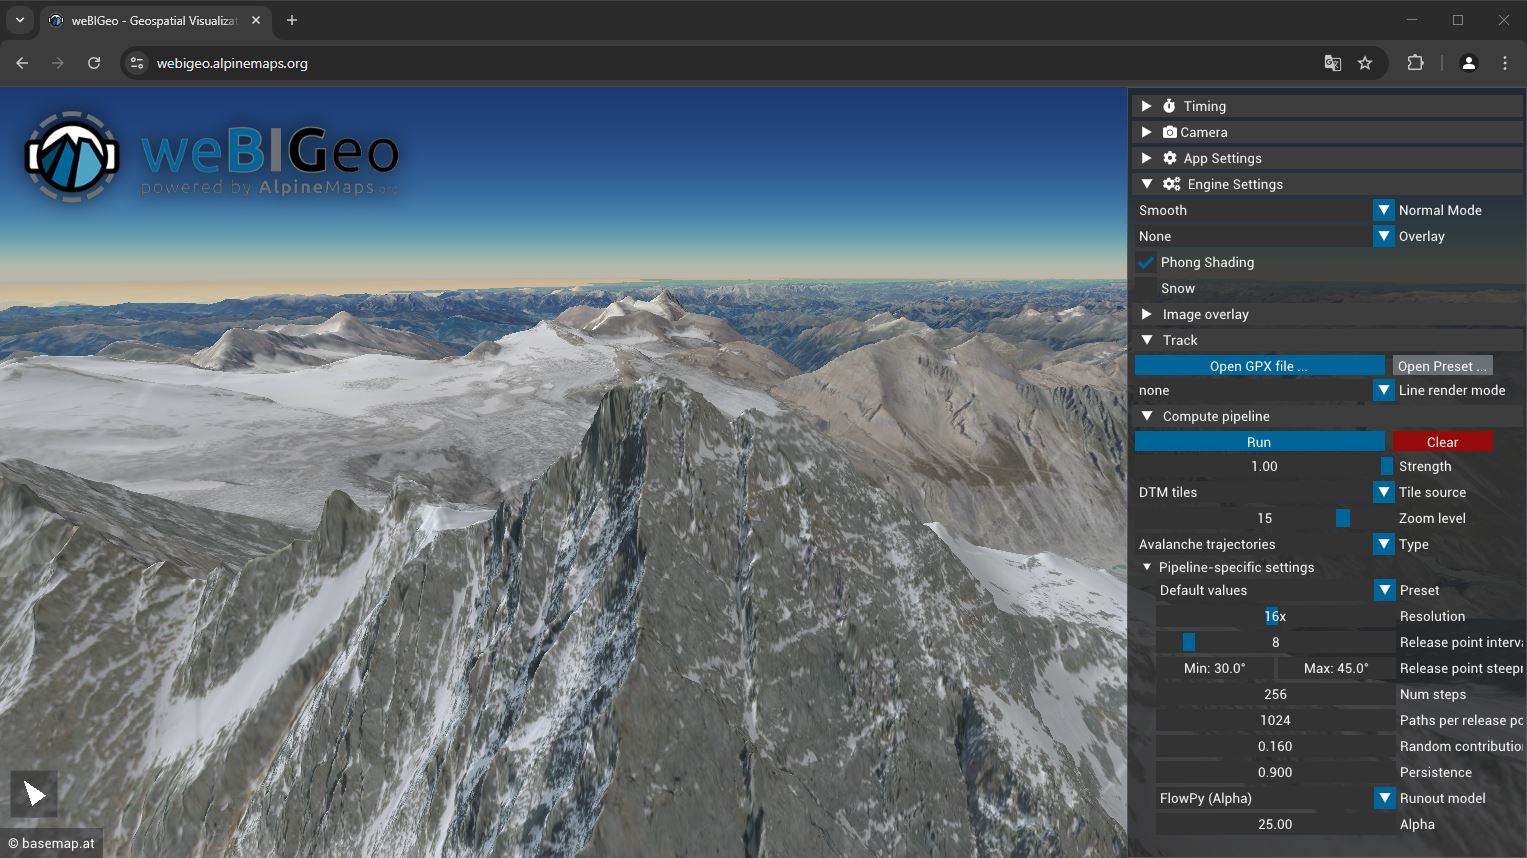 weBIGeo - Geospatial Visualizat
webigeo.alpinemaps.org
weBIGeo
powered by AlpineMaps.org
Timing
Camera
App Settings
Engine Settings
Smooth Normal Mode
None Overlay
Phong Shading
Snow
Image overlay
Track
Open GPX file ... Open Preset ...
none Line render mode
Compute pipeline
Run Clear
1.00 Strength
DTM tiles Tile source
15 Zoom level
Avalanche trajectories Type
Pipeline-specific settings
Default values Preset
16x Resolution
8 Release point interva
Min: 30.0° Max: 45.0° Release point steepn
256 Num steps
1024 Paths per release po
0.160 Random contribution
0.900 Persistence
FlowPy (Alpha) Runout model
25.00 Alpha
© basemap.at